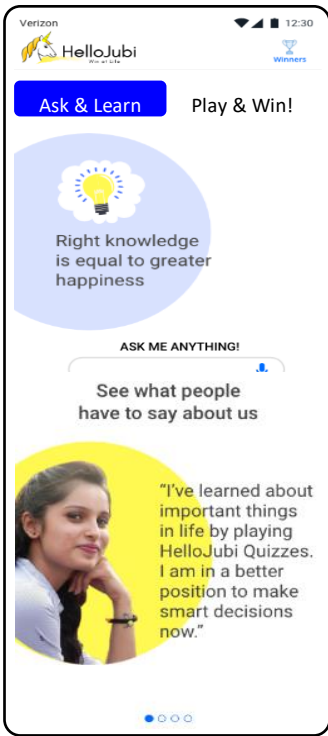 Verizon 12:30
HelloJubi
Win at Life
Winners
Ask & Learn Play & Win!
Right knowledge
is equal to greater
happiness
ASK ME ANYTHING!
See what people
have to say about us
“I’ve learned about
important things
in life by playing
HelloJubi Quizzes.
I am in a better
position to make
smart decisions
now.”